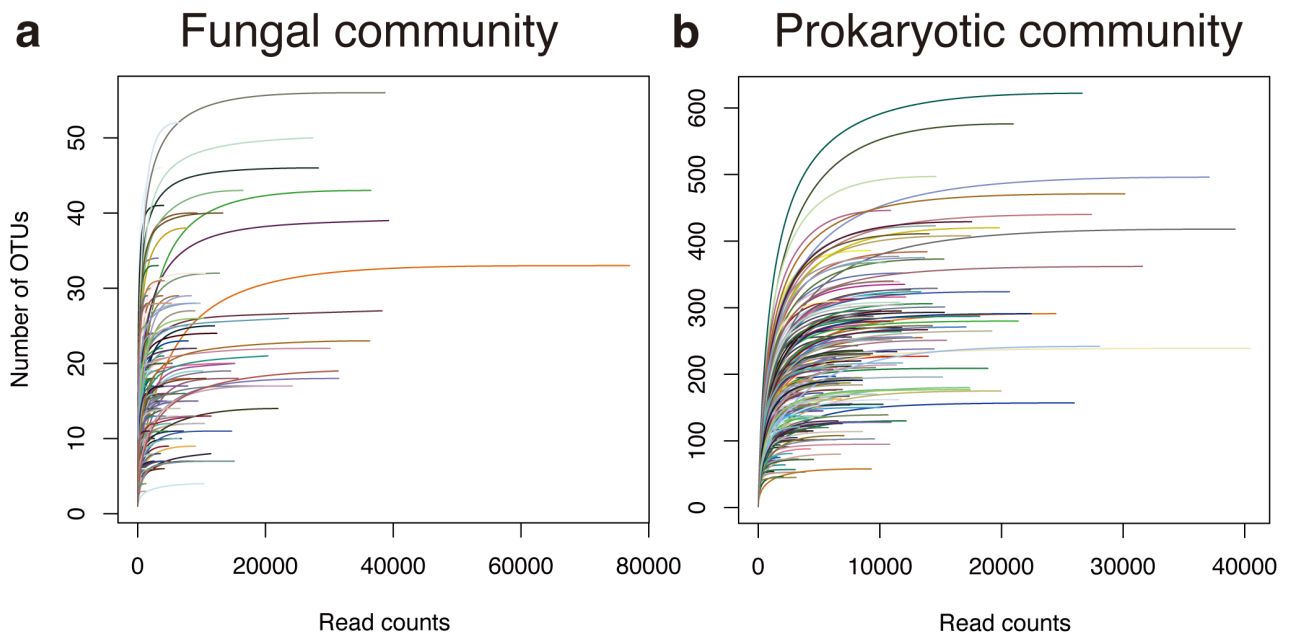 a Fungal community
b Prokaryotic community
Number of OTUs
50
40
30
20
10
0
0 20000 40000 60000 80000
Read counts
600
500
400
300
200
100
0
0 10000 20000 30000 40000
Read counts